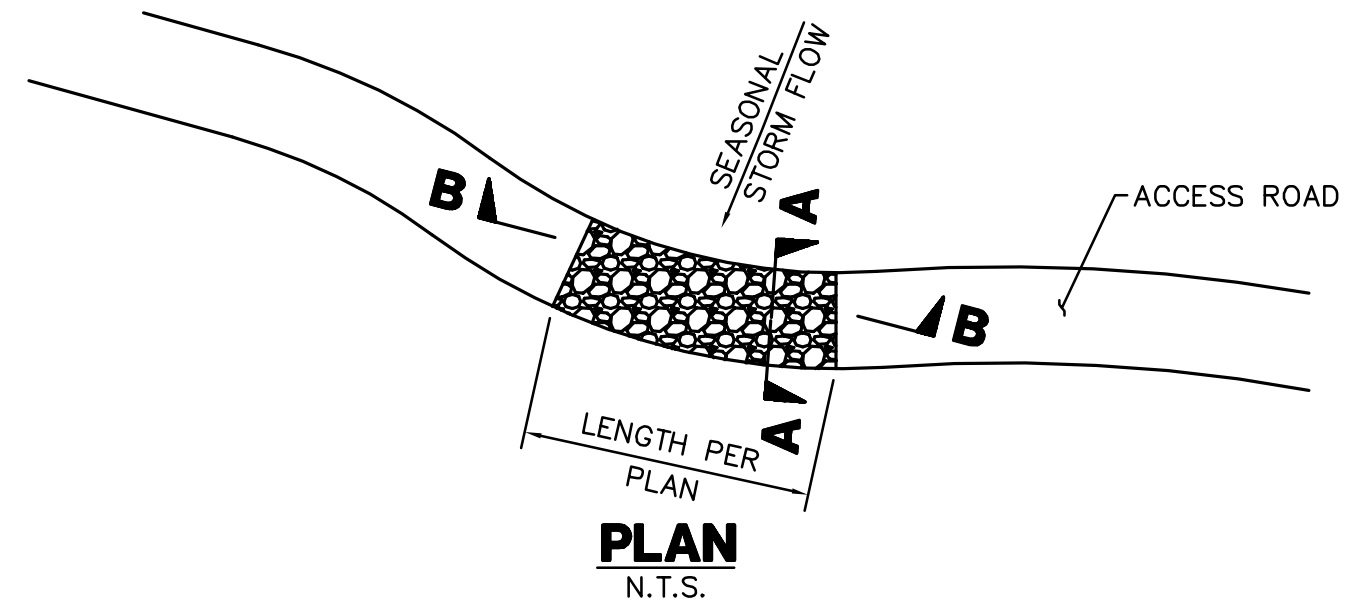 SEASONAL
STORM FLOW
A
B
ACCESS ROAD
B
A
LENGTH PER
PLAN
PLAN
N.T.S.